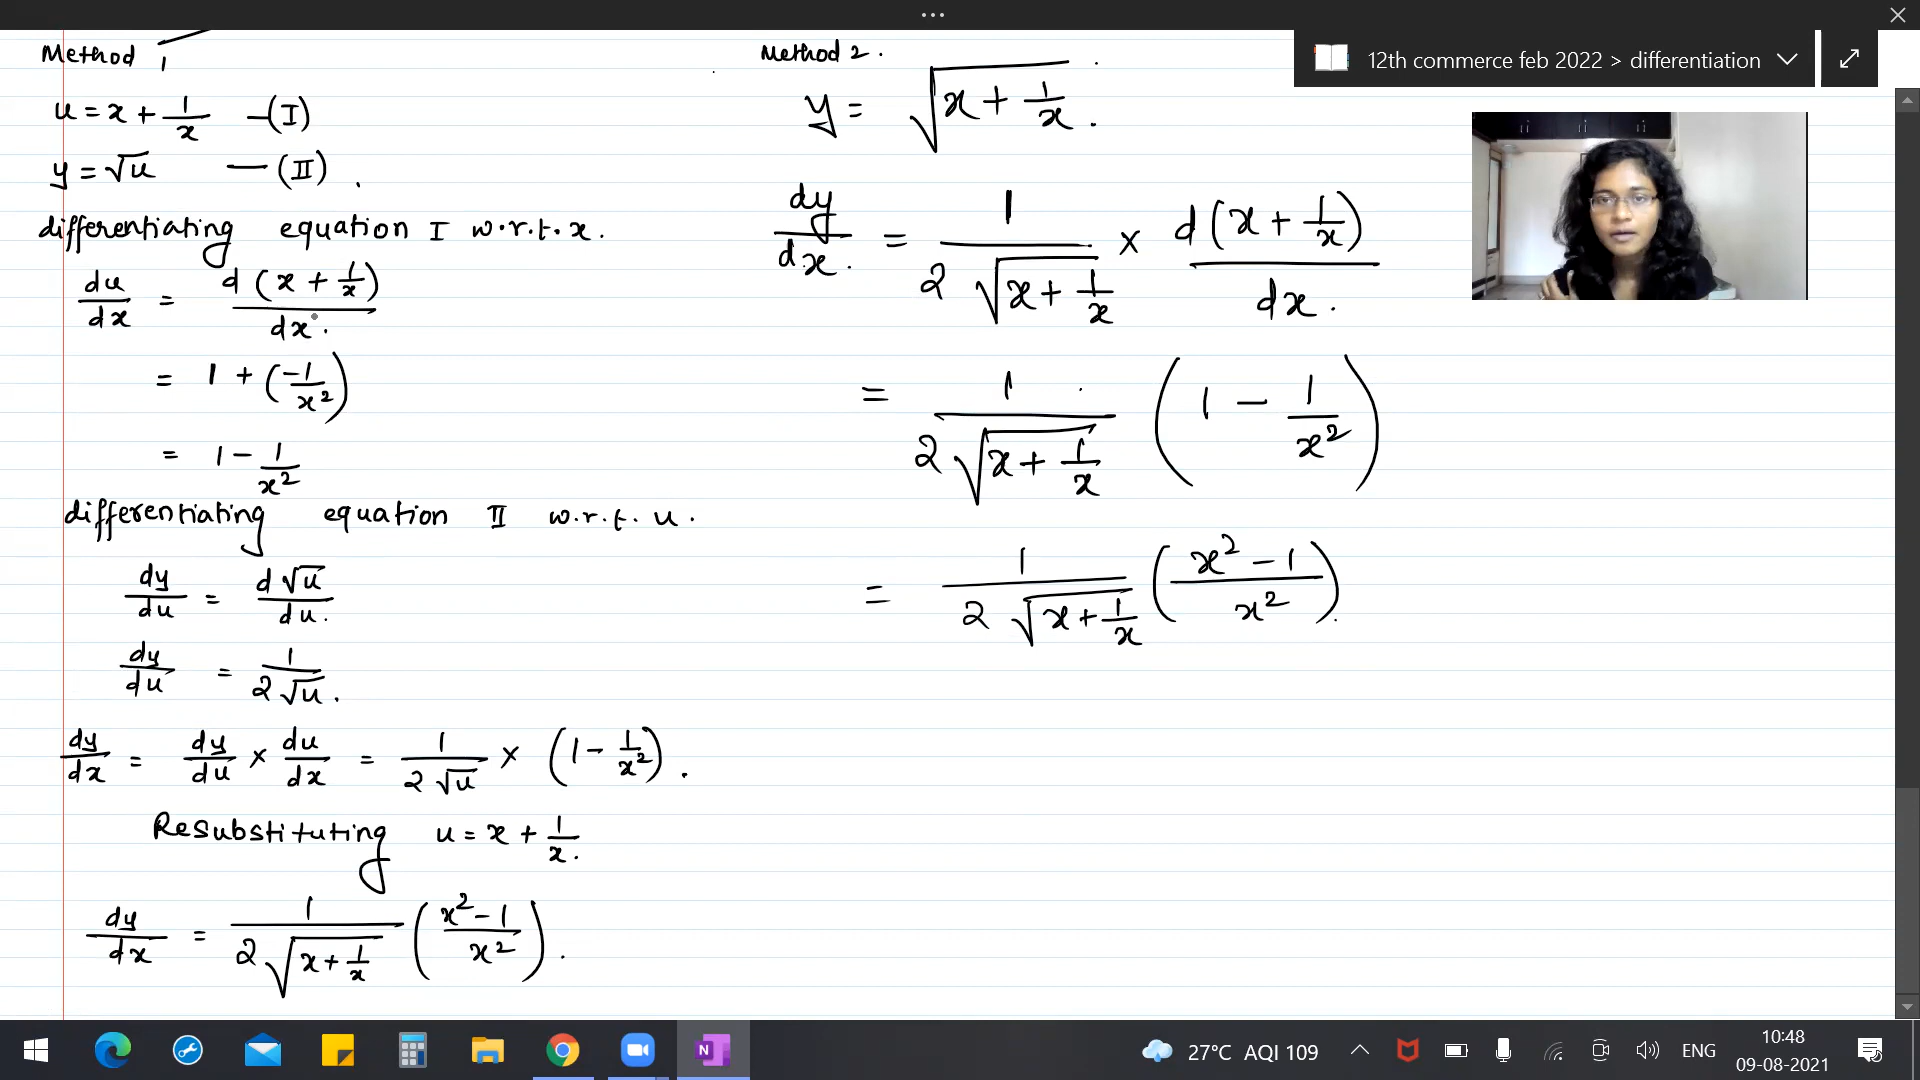 12th commerce feb 2022 > differentiation
Method 1
u = x + 1/x —(I)
y = √u —(II) .
differentiating equation I w.r.t. x.
du/dx = d(x + 1/x)/dx.
= 1 + (-1/x²)
= 1 - 1/x²
differentiating equation II w.r.t. u.
dy/du = d√u/du.
dy/du = 1/2√u.
dy/dx = dy/du × du/dx = 1/2√u × (1 - 1/x²).
Resubstituting u = x + 1/x.
dy/dx = 1/2√(x + 1/x) (x² - 1/x²).
Method 2.
y = √(x + 1/x).
dy/dx. = 1/2√(x + 1/x) × d(x + 1/x)/dx.
= 1/2√(x + 1/x) (1 - 1/x²)
= 1/2√(x + 1/x) (x² - 1/x²).
27°C AQI 109
ENG
10:48
09-08-2021